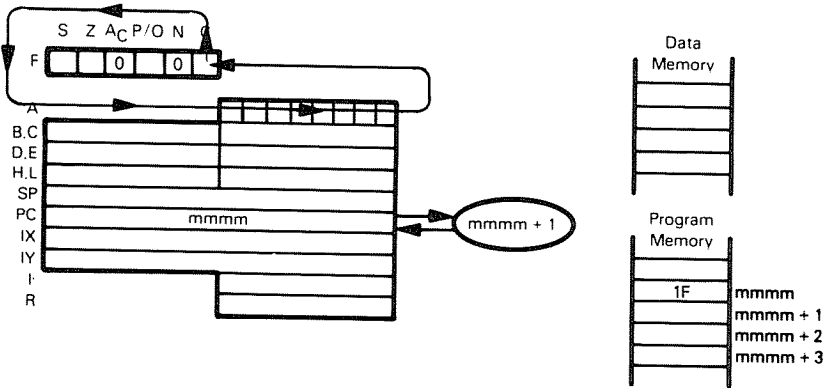 S Z AC P/O N C
F 0 0
A
B.C
D.E
H.L
SP
PC mmmm mmmm + 1
IX
IY
I
R
Data
Memory
Program
Memory
1F mmmm
mmmm + 1
mmmm + 2
mmmm + 3